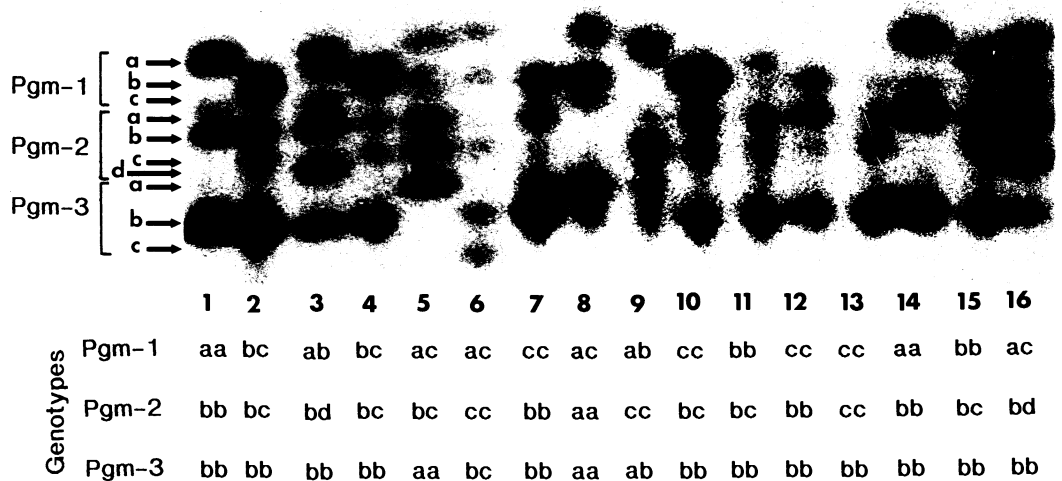 Pgm-1
a
b
c
Pgm-2
a
b
c
d
Pgm-3
a
b
c
1 2 3 4 5 6 7 8 9 10 11 12 13 14 15 16
Genotypes
Pgm-1 aa bc ab bc ac ac cc ac ab cc bb cc cc aa bb ac
Pgm-2 bb bc bd bc bc cc bb aa cc bc bc bb cc bb bc bd
Pgm-3 bb bb bb bb aa bc bb aa ab bb bb bb bb bb bb bb